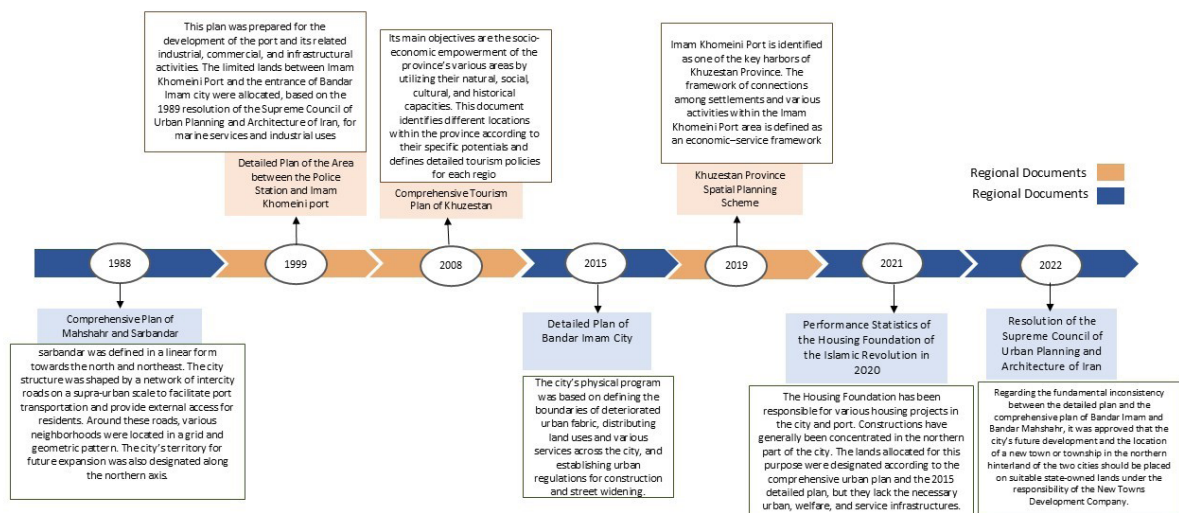 This plan was prepared for the
development of the port and its related
industrial, commercial, and infrastructural
activities. The limited lands between Imam
Khomeini Port and the entrance of Bandar
Imam city were allocated, based on the
1989 resolution of the Supreme Council of
Urban Planning and Architecture of Iran, for
marine services and industrial uses
Detailed Plan of the Area
between the Police
Station and Imam
Khomeini port
Its main objectives are the socio-
economic empowerment of the
province's various areas by
utilizing their natural, social,
cultural, and historical
capacities. This document
identifies different locations
within the province according to
their specific potentials and
defines detailed tourism policies
for each regio
Comprehensive Tourism
Plan of Khuzestan
Imam Khomeini Port is identified
as one of the key harbors of
Khuzestan Province. The
framework of connections
among settlements and various
activities within the Imam
Khomeini Port area is defined as
an economic–service framework
Khuzestan Province
Spatial Planning
Scheme
Regional Documents
Regional Documents
1988
1999
2008
2015
2019
2021
2022
Comprehensive Plan of
Mahshahr and Sarbandar
sarbandar was defined in a linear form
towards the north and northeast. The city
structure was shaped by a network of intercity
roads on a supra-urban scale to facilitate port
transportation and provide external access for
residents. Around these roads, various
neighborhoods were located in a grid and
geometric pattern. The city's territory for
future expansion was also designated along
the northern axis.
Detailed Plan of
Bandar Imam City
The city's physical program
was based on defining the
boundaries of deteriorated
urban fabric, distributing
land uses and various
services across the city, and
establishing urban
regulations for construction
and street widening.
Performance Statistics of
the Housing Foundation of
the Islamic Revolution in
2020
The Housing Foundation has been
responsible for various housing projects in
the city and port. Constructions have
generally been concentrated in the northern
part of the city. The lands allocated for this
purpose were designated according to the
comprehensive urban plan and the 2015
detailed plan, but they lack the necessary
urban, welfare, and service infrastructures.
Resolution of the
Supreme Council of
Urban Planning and
Architecture of Iran
Regarding the fundamental inconsistency
between the detailed plan and the
comprehensive plan of Bandar Imam and
Bandar Mahshahr, it was approved that the
city's future development and the location
of a new town or township in the northern
hinterland of the two cities should be placed
on suitable state-owned lands under the
responsibility of the New Towns
Development Company.